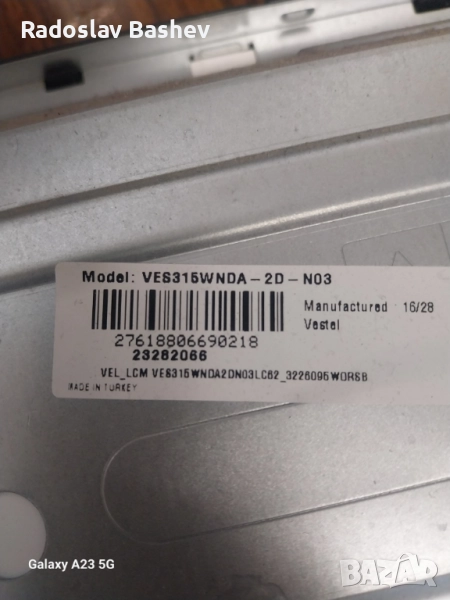 Radoslav Bashev
Model: VES315WNDA-2D-N03
Manufactured 16/28
Vestel
27618806690218
23282066
VEL_LCM VES315WNDA2DN03LC62_3226095WORSB
MADE IN TURKEY
Galaxy A23 5G
BAZAR